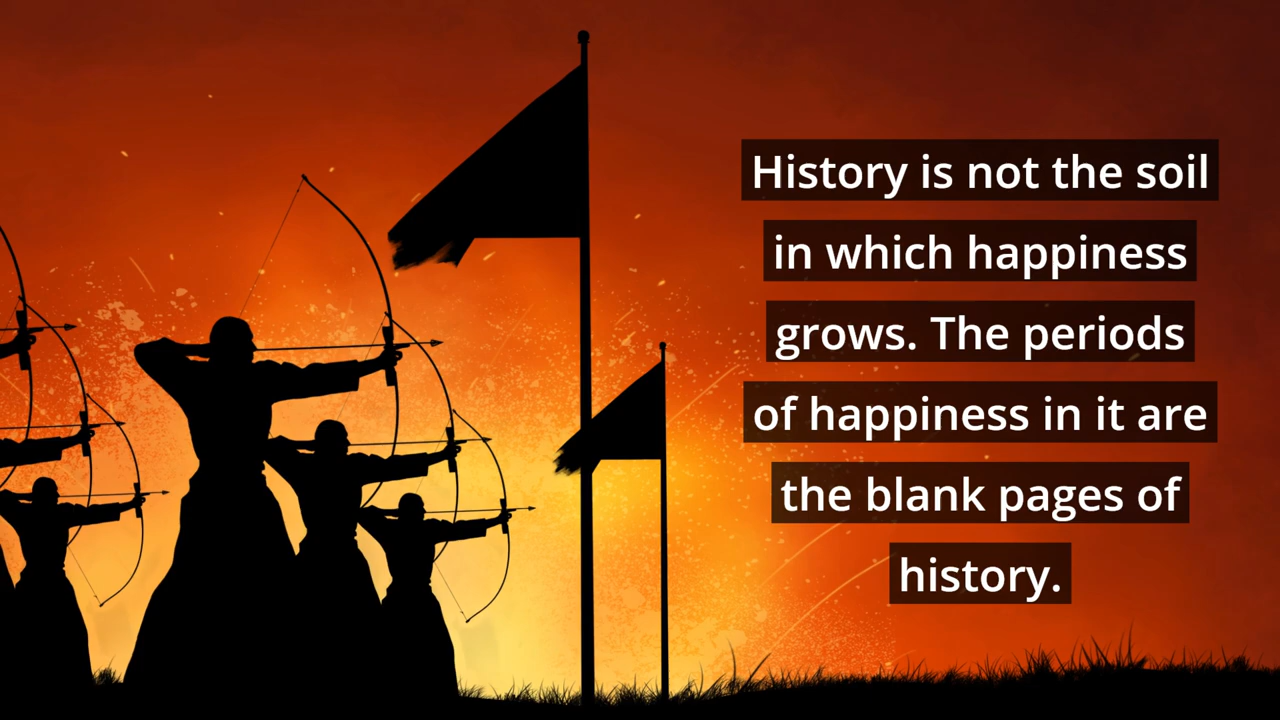 History is not the soil
in which happiness
grows. The periods
of happiness in it are
the blank pages of
history.